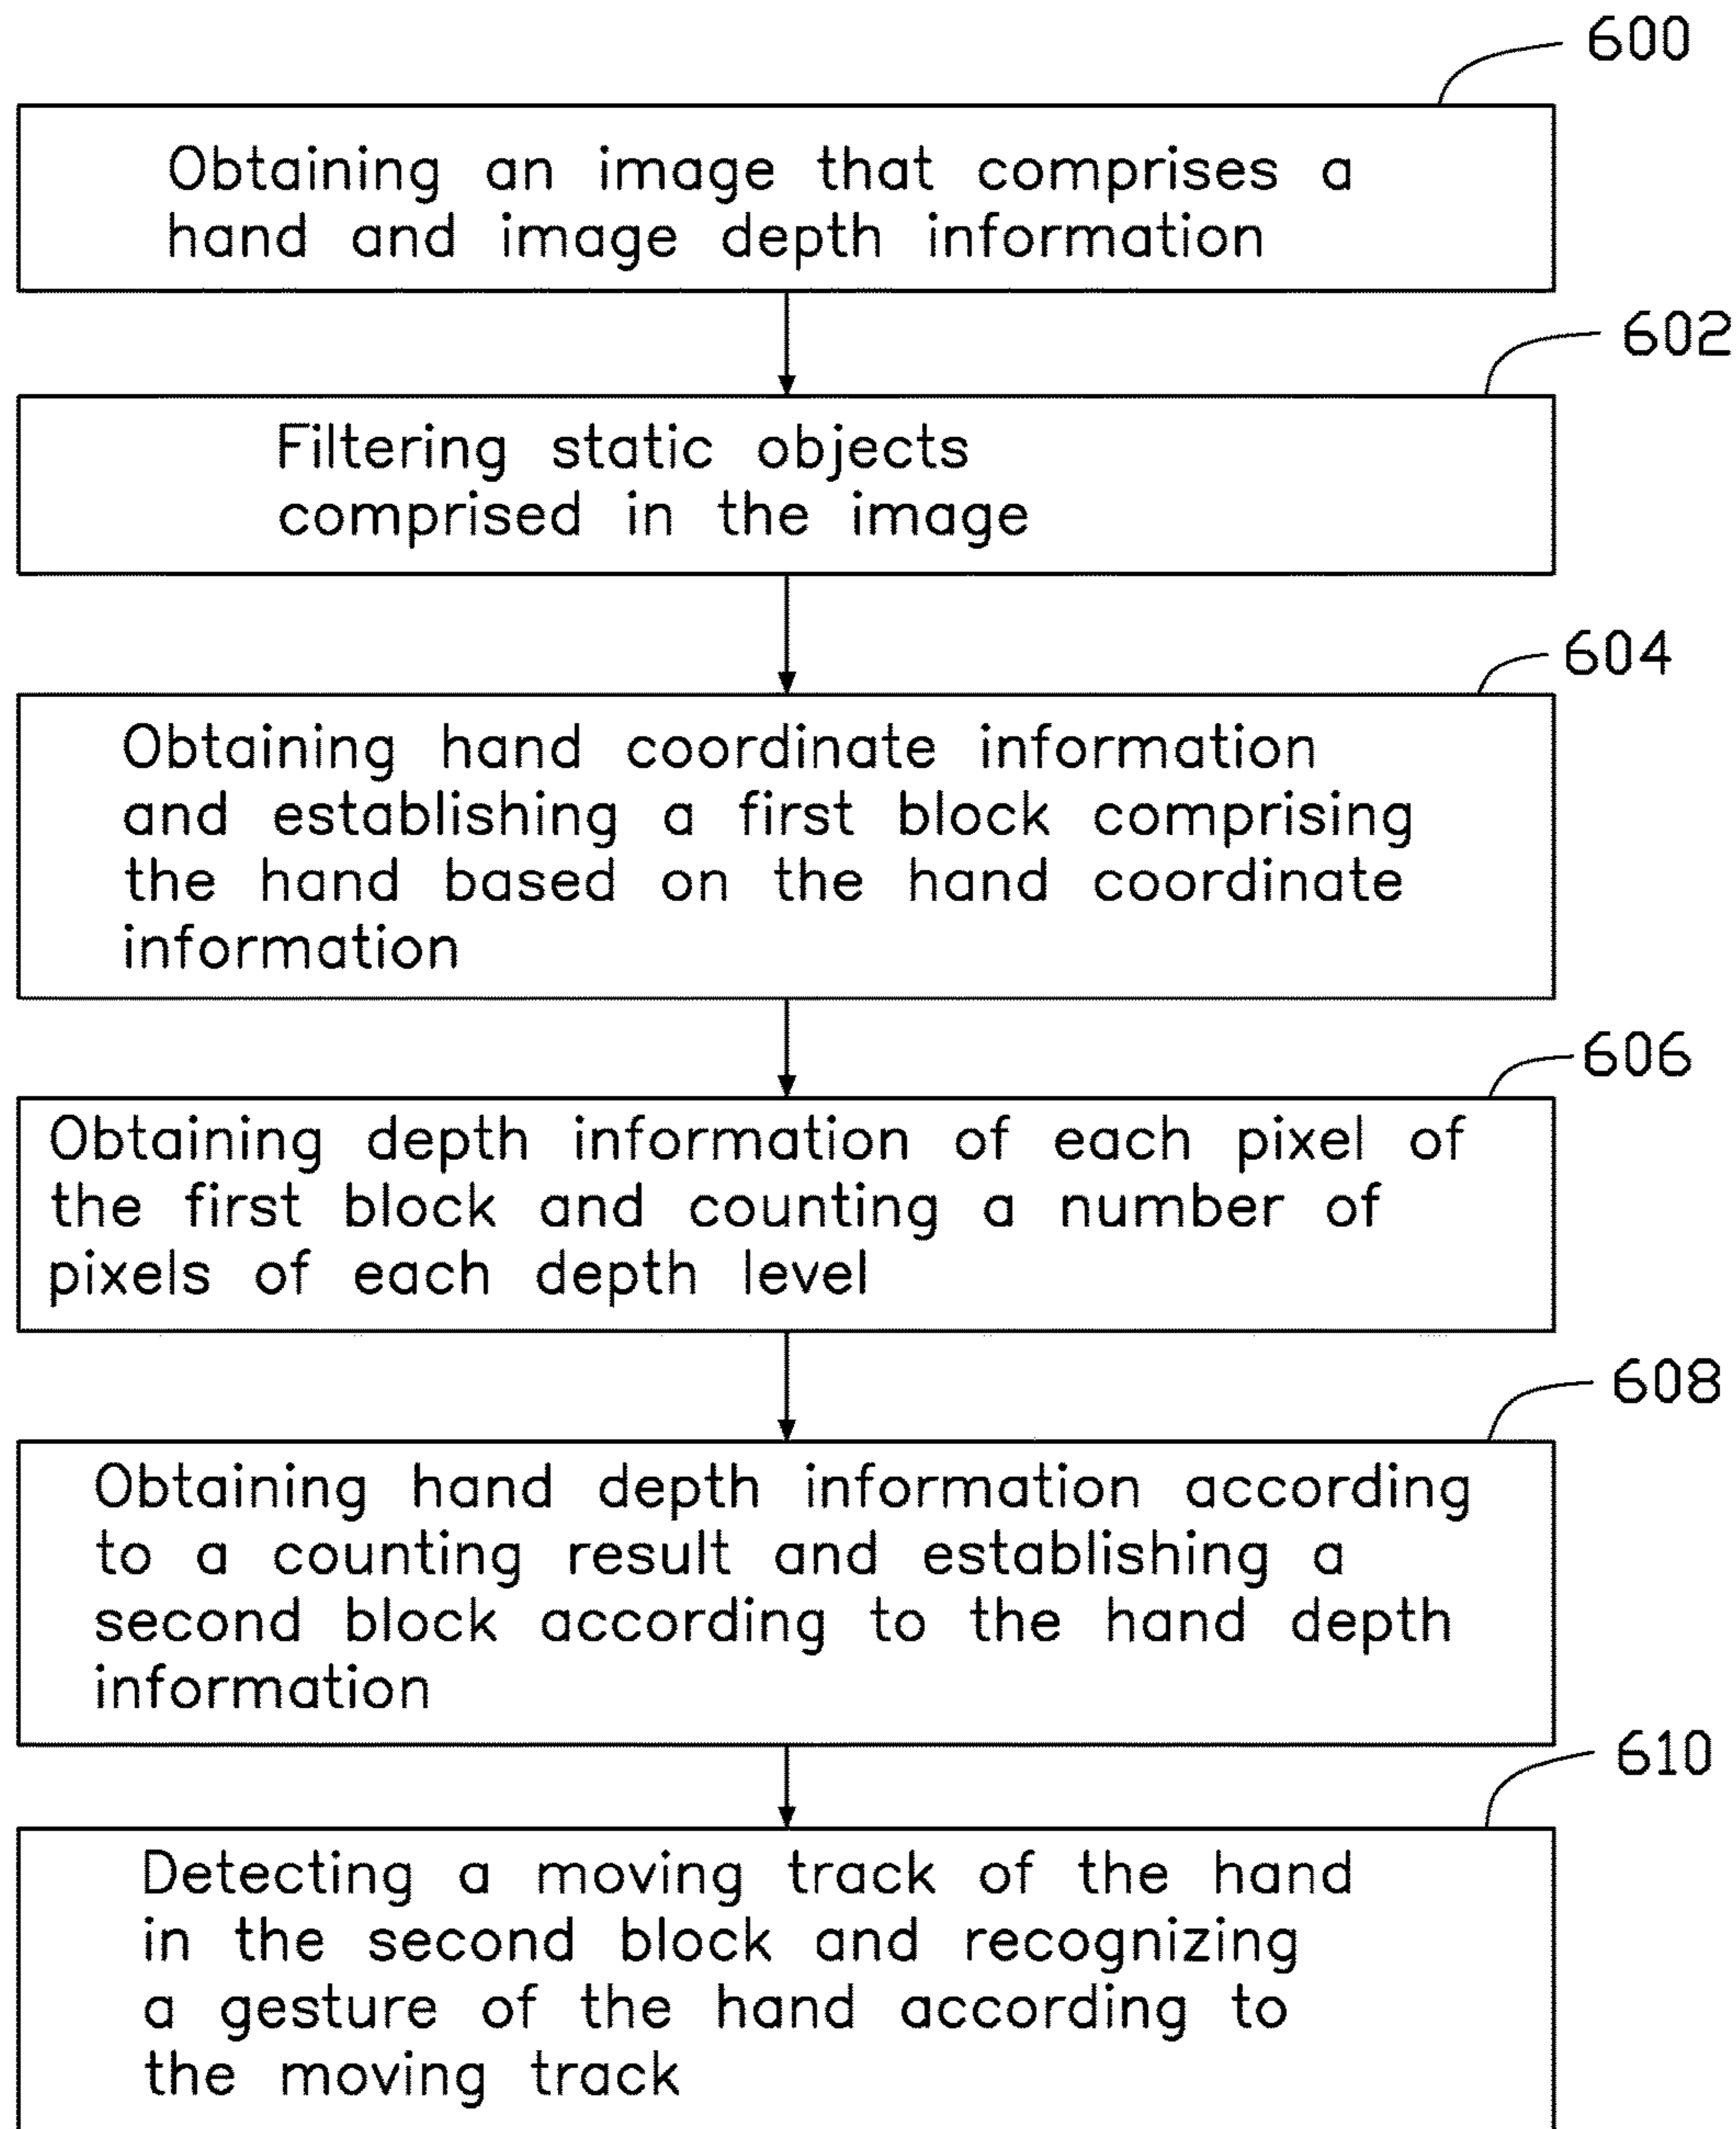 600
Obtaining an image that comprises a
hand and image depth information
602
Filtering static objects
comprised in the image
604
Obtaining hand coordinate information
and establishing a first block comprising
the hand based on the hand coordinate
information
606
Obtaining depth information of each pixel of
the first block and counting a number of
pixels of each depth level
608
Obtaining hand depth information according
to a counting result and establishing a
second block according to the hand depth
information
610
Detecting a moving track of the hand
in the second block and recognizing
a gesture of the hand according to
the moving track